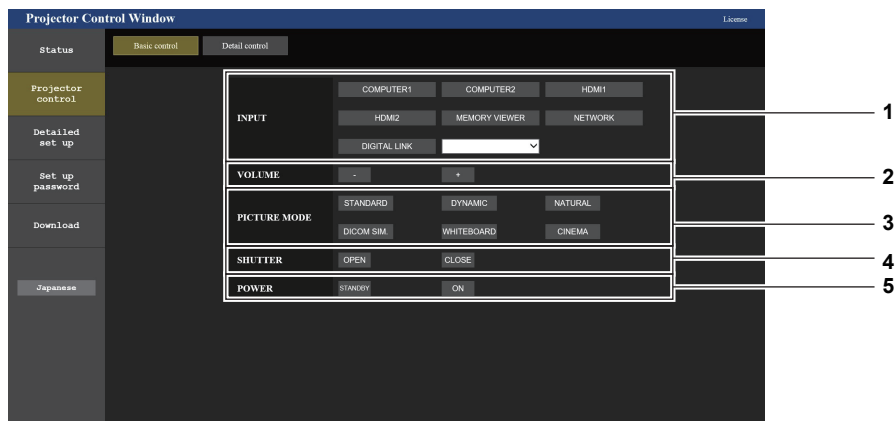 Projector Control Window License
Status
Basic control Detail control
Projector
control
Detailed
set up
Set up
password
Download
Japanese
INPUT
COMPUTER1 COMPUTER2 HDMI1
HDMI2 MEMORY VIEWER NETWORK
DIGITAL LINK
1
VOLUME - +
2
PICTURE MODE
STANDARD DYNAMIC NATURAL
DICOM SIM. WHITEBOARD CINEMA
3
SHUTTER OPEN CLOSE
4
POWER STANDBY ON
5